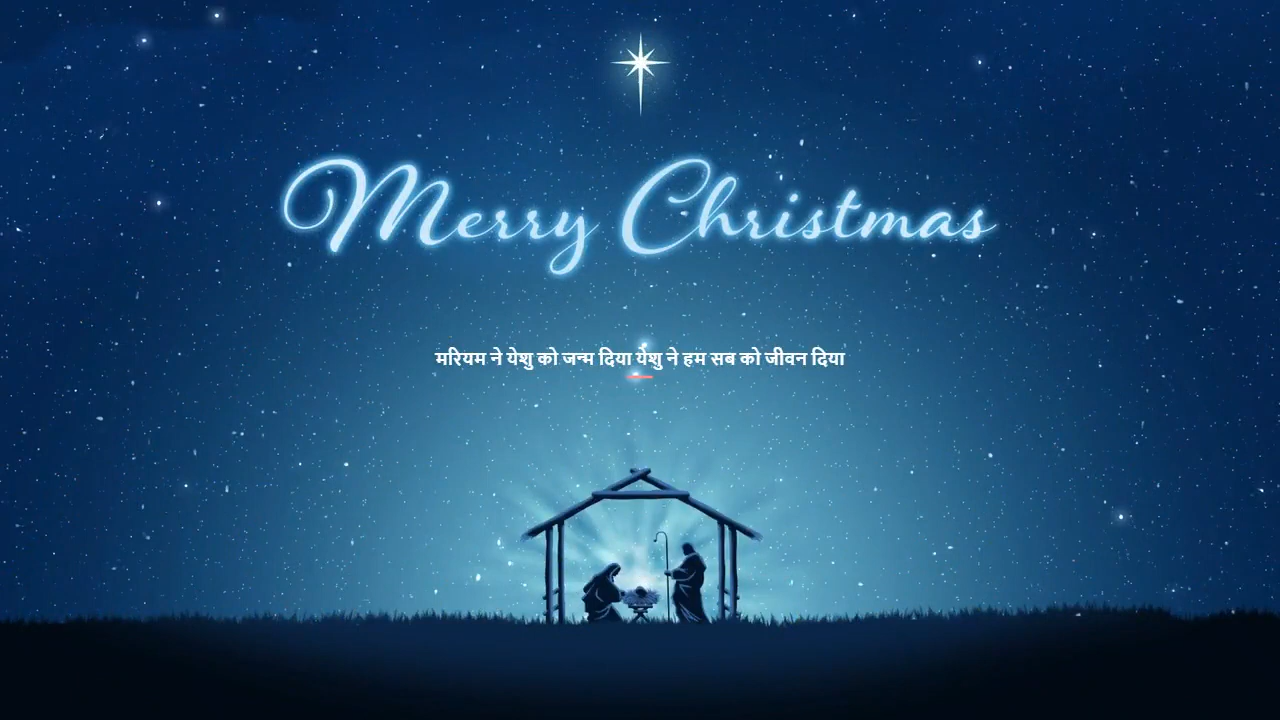 Merry Christmas
मरियम ने येशु को जन्म दिया येशु ने हम सब को जीवन दिया